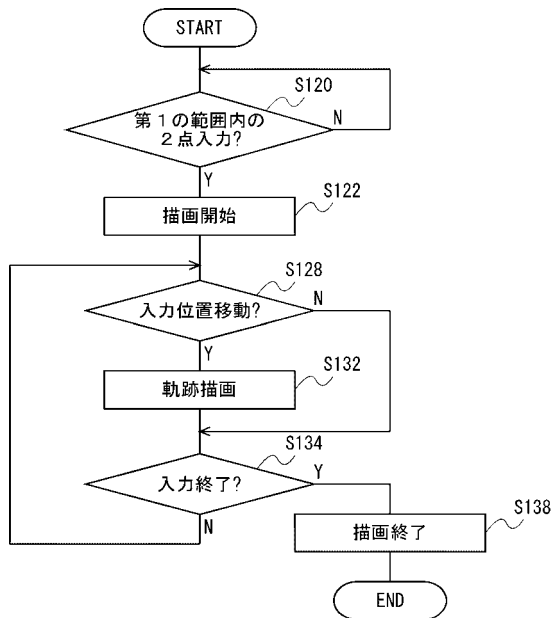 START
S120
第１の範囲内の
２点入力?
N
Y
S122
描画開始
S128
入力位置移動?
N
Y
S132
軌跡描画
S134
入力終了?
Y
N
S138
描画終了
END